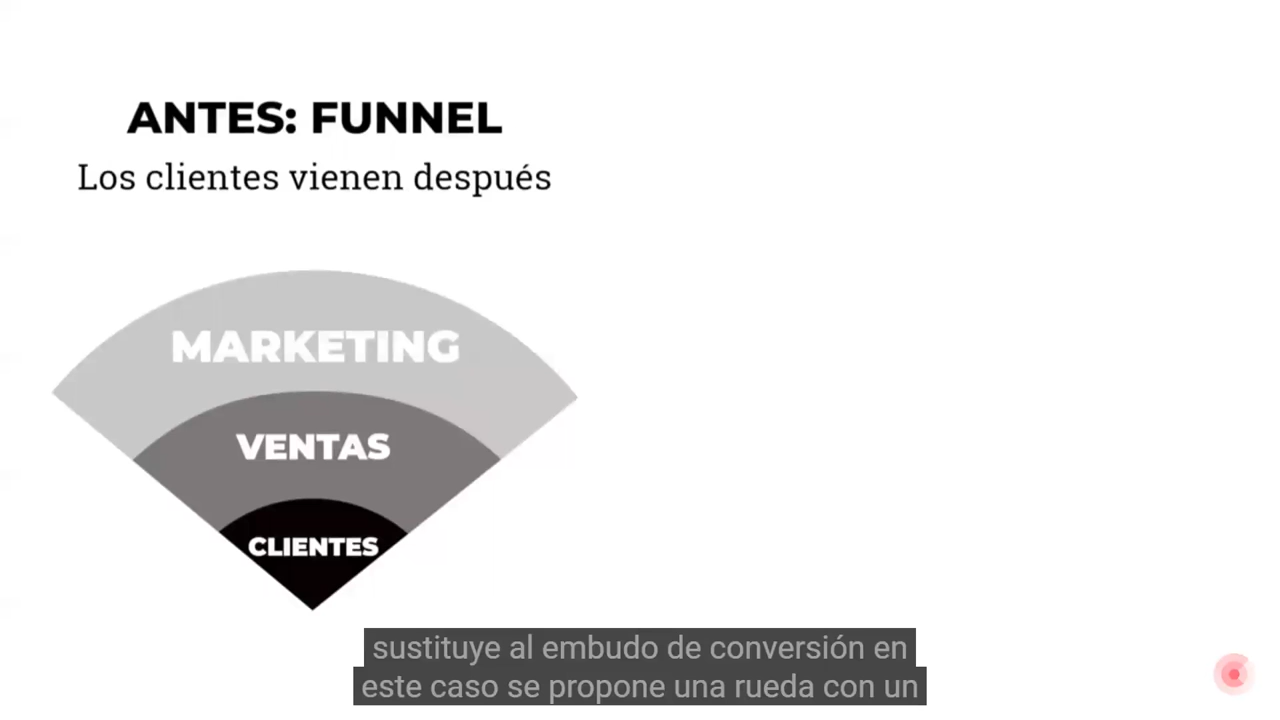 ANTES: FUNNEL
Los clientes vienen después
MARKETING
VENTAS
CLIENTES
sustituye al embudo de conversión en
este caso se propone una rueda con un